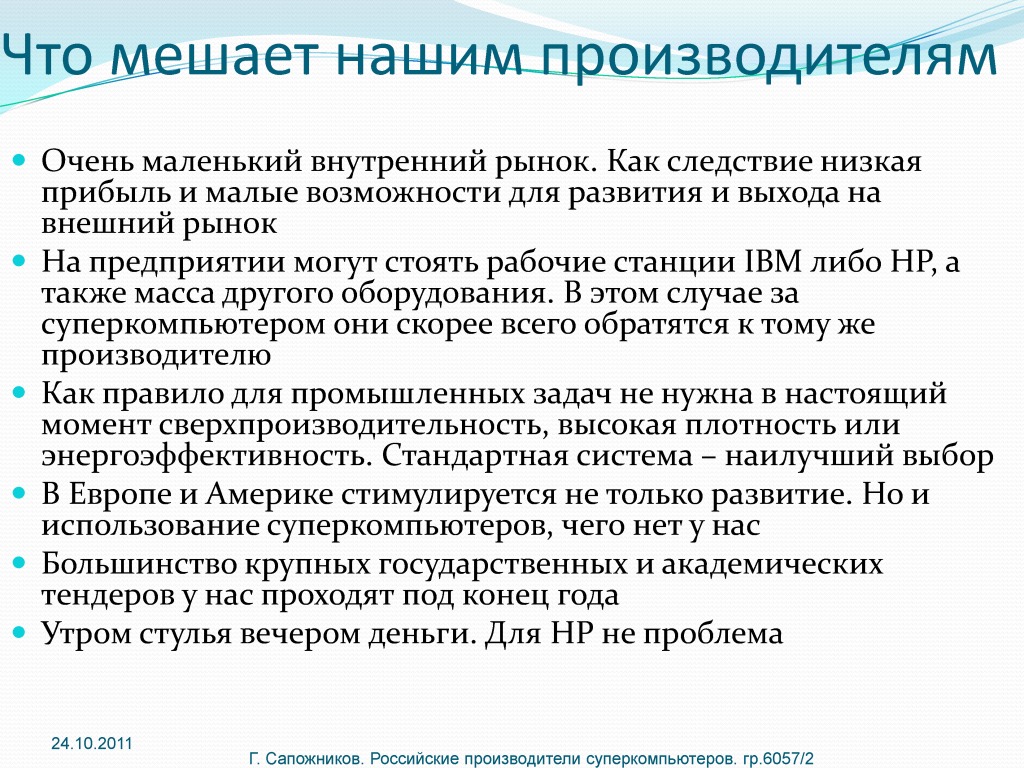 Что мешает нашим производителям
Очень маленький внутренний рынок. Как следствие низкая
прибыль и малые возможности для развития и выхода на
внешний рынок
На предприятии могут стоять рабочие станции IBM либо HP, а
также масса другого оборудования. В этом случае за
суперкомпьютером они скорее всего обратятся к тому же
производителю
Как правило для промышленных задач не нужна в настоящий
момент сверхпроизводительность, высокая плотность или
энергоэффективность. Стандартная система – наилучший выбор
В Европе и Америке стимулируется не только развитие. Но и
использование суперкомпьютеров, чего нет у нас
Большинство крупных государственных и академических
тендеров у нас проходят под конец года
Утром стулья вечером деньги. Для HP не проблема
24.10.2011
Г. Сапожников. Российские производители суперкомпьютеров. гр.6057/2